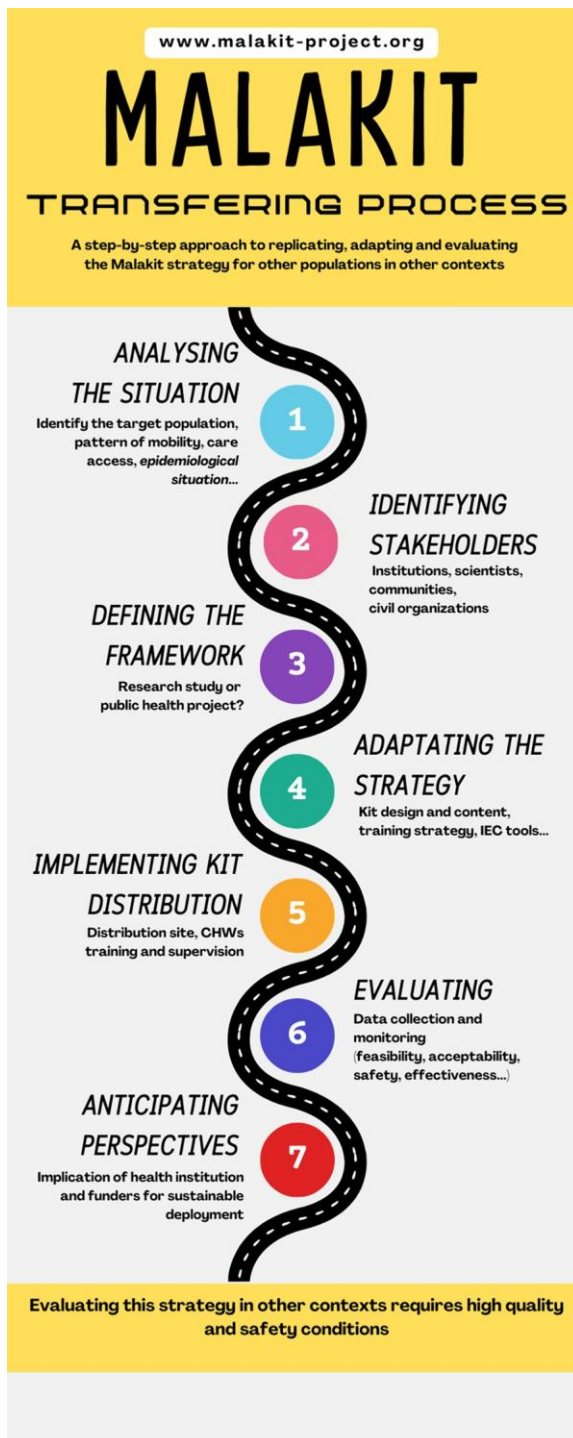 www.malakit-project.org
MALAKIT
TRANSFERING PROCESS
A step-by-step approach to replicating, adapting and evaluating
the Malakit strategy for other populations in other contexts
ANALYSING
THE SITUATION
Identify the target population,
pattern of mobility, care
access, epidemiological
situation...
1
IDENTIFYING
STAKEHOLDERS
Institutions, scientists,
communities,
civil organizations
2
DEFINING THE
FRAMEWORK
Research study or
public health project?
3
ADAPTATING THE
STRATEGY
Kit design and content,
training strategy, IEC tools...
4
IMPLEMENTING KIT
DISTRIBUTION
Distribution site, CHWs
training and supervision
5
EVALUATING
Data collection and
monitoring
(feasibility, acceptability,
safety, effectiveness...)
6
ANTICIPATING
PERSPECTIVES
Implication of health institution
and funders for sustainable
deployment
7
Evaluating this strategy in other contexts requires high quality
and safety conditions